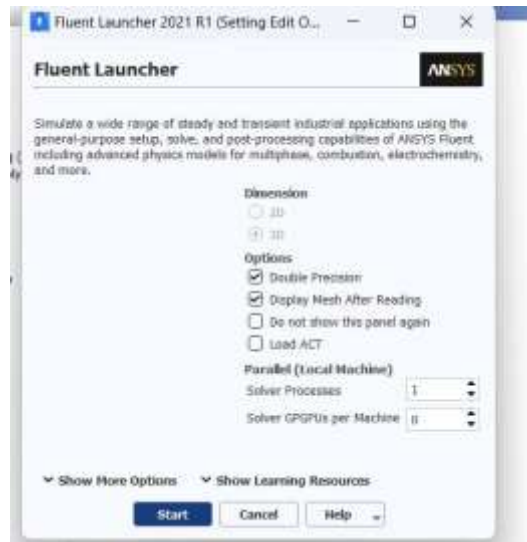 Fluent Launcher 2021 R1 (Setting Edit O...
Fluent Launcher
ANSYS
Simulate a wide range of steady and transient industrial applications using the
general-purpose setup, solve, and post-processing capabilities of ANSYS Fluent
including advanced physics models for multiphase, combustion, electrochemistry,
and more.
Dimension
2D
3D
Options
Double Precision
Display Mesh After Reading
Do not show this panel again
Load ACT
Parallel (Local Machine)
Solver Processes 1
Solver GPGPUs per Machine 0
Show More Options Show Learning Resources
Start Cancel Help